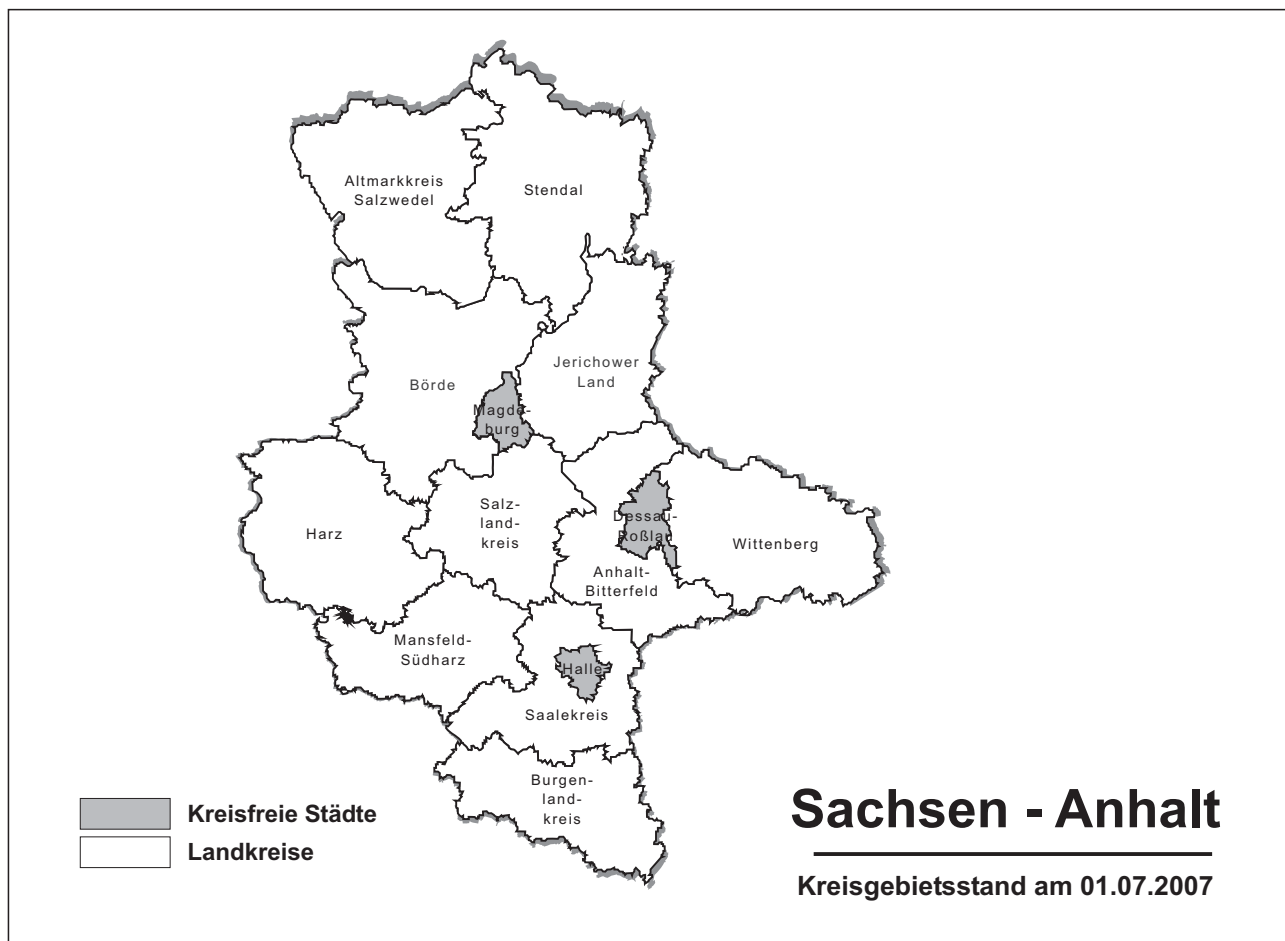 Altmarkkreis
Salzwedel
Stendal
Jerichower
Land
Börde
Magde-
burg
Salz-
land-
kreis
Dessau-
Roßlau
Harz
Wittenberg
Anhalt-
Bitterfeld
Mansfeld-
Südharz
Halle
Saalekreis
Burgen-
land-
kreis
Kreisfreie Städte
Landkreise
Sachsen - Anhalt
Kreisgebietsstand am 01.07.2007